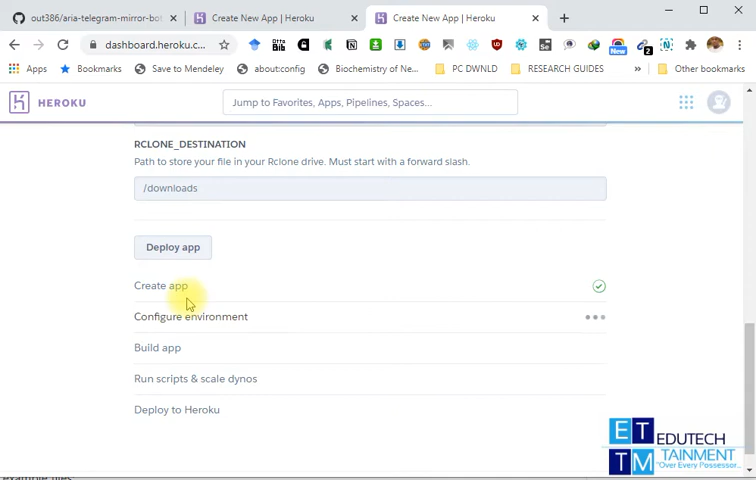 out386/aria-telegram-mirror-bot
Create New App | Heroku
Create New App | Heroku
dashboard.heroku.c...
New
2
Apps
Bookmarks
Save to Mendeley
about:config
Biochemistry of Ne...
PC DWNLD
RESEARCH GUIDES
»
Other bookmarks
HEROKU
Jump to Favorites, Apps, Pipelines, Spaces...
RCLONE_DESTINATION
Path to store your file in your Rclone drive. Must start with a forward slash.
/downloads
Deploy app
Create app
Configure environment
Build app
Run scripts & scale dynos
Deploy to Heroku
ET EDUTECH
TM TAINMENT
"Over Every Possessor..."